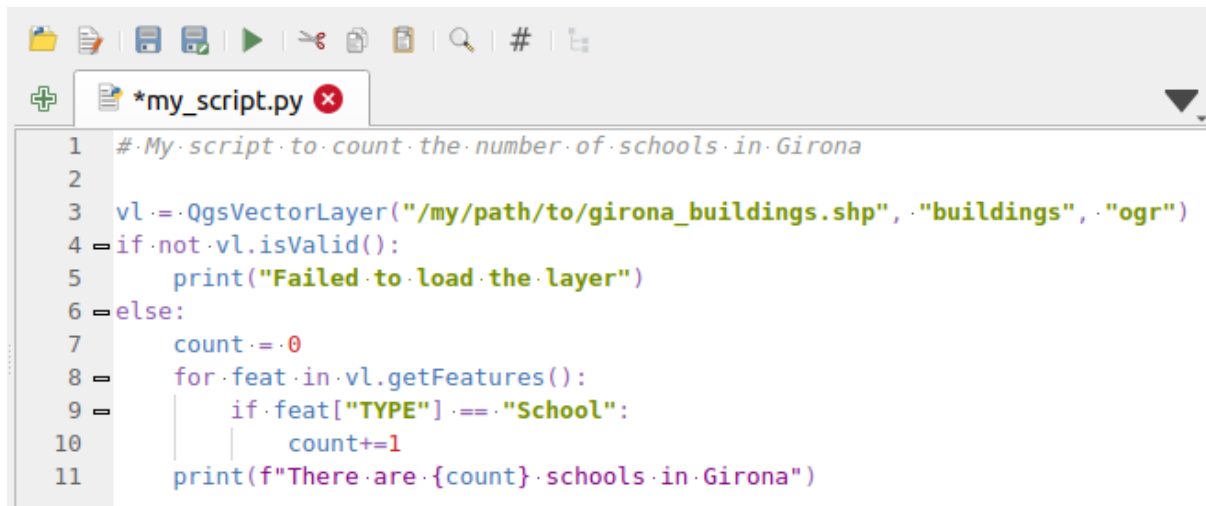 *my_script.py
1 # My script to count the number of schools in Girona
2
3 vl = QgsVectorLayer("/my/path/to/girona_buildings.shp", "buildings", "ogr")
4 if not vl.isValid():
5     print("Failed to load the layer")
6 else:
7     count = 0
8     for feat in vl.getFeatures():
9         if feat["TYPE"] == "School":
10             count+=1
11     print(f"There are {count} schools in Girona")